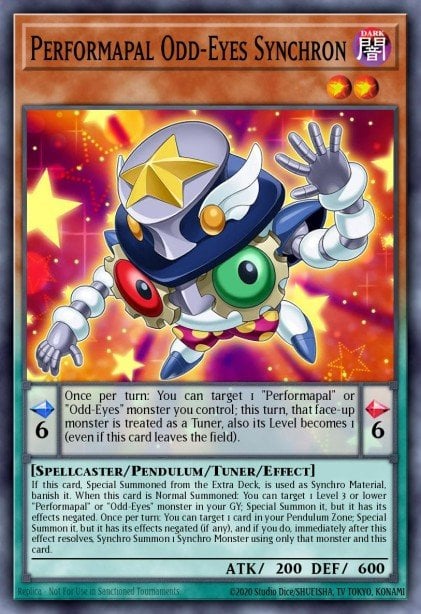 Performapal Odd-Eyes Synchron
DARK
闇
Once per turn: You can target 1 "Performapal" or
"Odd-Eyes" monster you control; this turn, that face-up
monster is treated as a Tuner, also its Level becomes 1
(even if this card leaves the field).
6
6
[Spellcaster/Pendulum/Tuner/Effect]
If this card, Special Summoned from the Extra Deck, is used as Synchro Material,
banish it. When this card is Normal Summoned: You can target 1 Level 3 or lower
"Performapal" or "Odd-Eyes" monster in your GY; Special Summon it, but it has its
effects negated. Once per turn: You can target 1 card in your Pendulum Zone; Special
Summon it, but it has its effects negated (if any), and if you do, immediately after this
effect resolves, Synchro Summon 1 Synchro Monster using only that monster and this
card.
ATK/ 200 DEF/ 600
Replica - Not For Use in Sanctioned Tournaments
©2020 Studio Dice/SHUEISHA, TV TOKYO, KONAMI